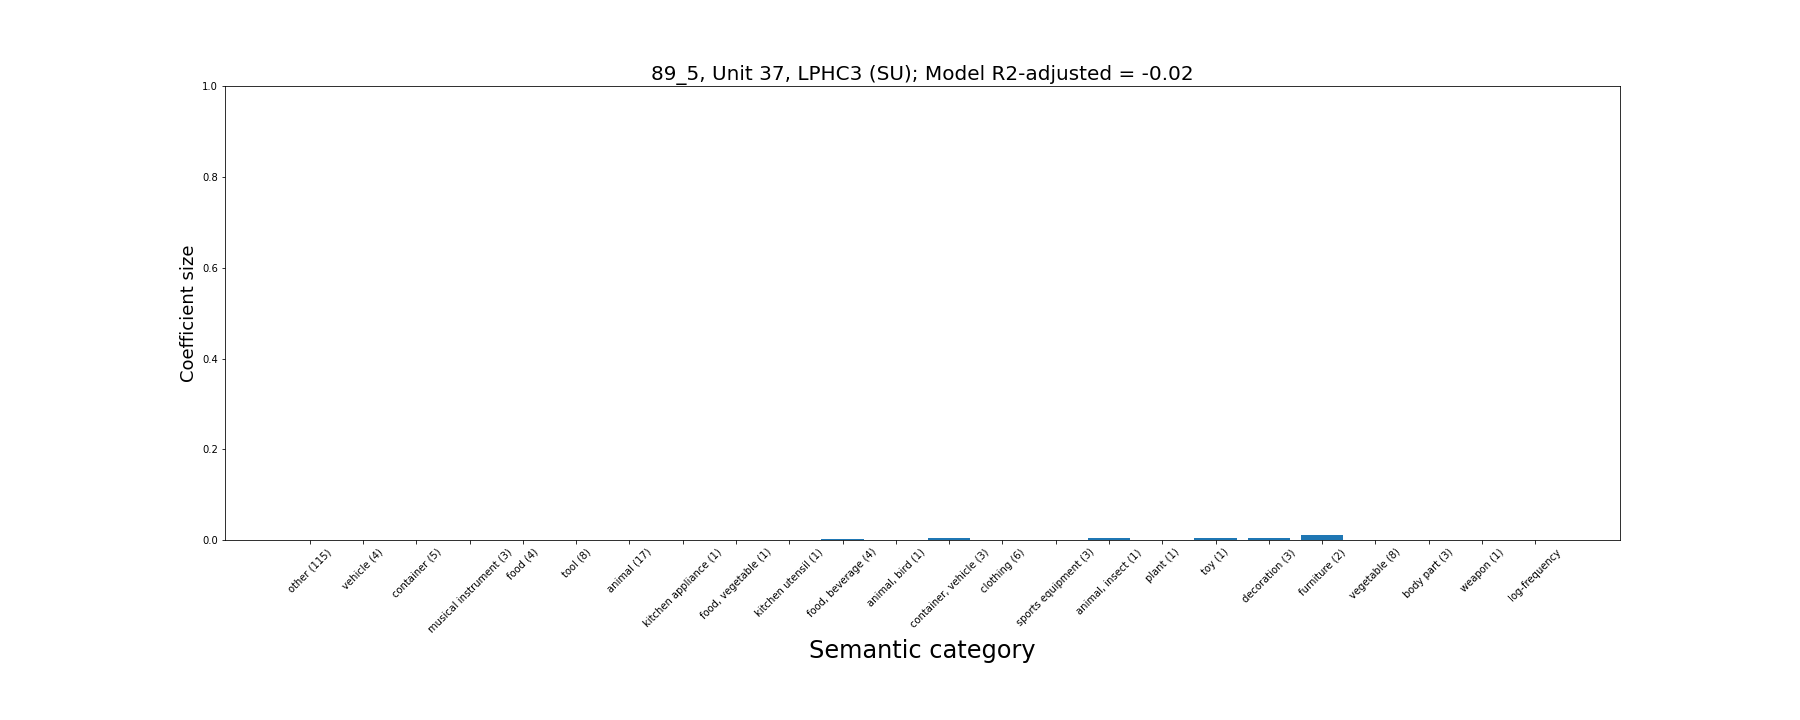 89_5, Unit 37, LPHC3 (SU); Model R2-adjusted = -0.02
Coefficient size
1.0
0.8
0.6
0.4
0.2
0.0
other (115)
vehicle (4)
container (5)
musical instrument (3)
food (4)
tool (8)
animal (17)
kitchen appliance (1)
food, vegetable (1)
kitchen utensil (1)
food, beverage (4)
animal, bird (1)
container, vehicle (3)
clothing (6)
sports equipment (3)
animal, insect (1)
plant (1)
toy (1)
decoration (3)
furniture (2)
vegetable (8)
body part (3)
weapon (1)
log-frequency
Semantic category